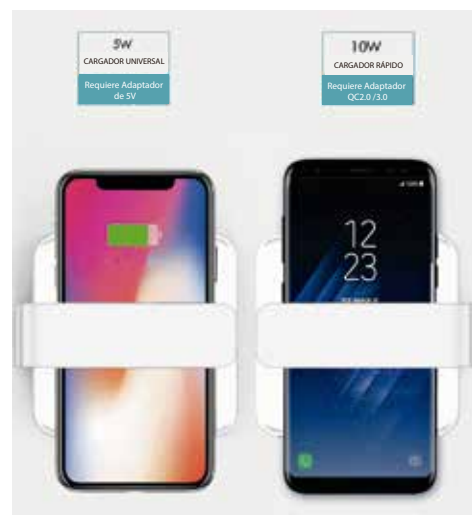 5W
CARGADOR UNIVERSAL
Requiere Adaptador
de 5V
10W
CARGADOR RÁPIDO
Requiere Adaptador
QC2.0 /3.0
12
23